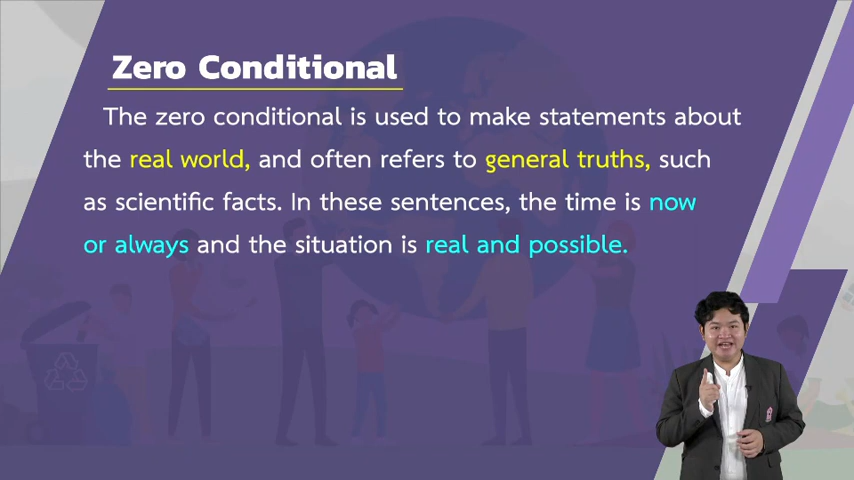 Zero Conditional
The zero conditional is used to make statements about
the real world, and often refers to general truths, such
as scientific facts. In these sentences, the time is now
or always and the situation is real and possible.